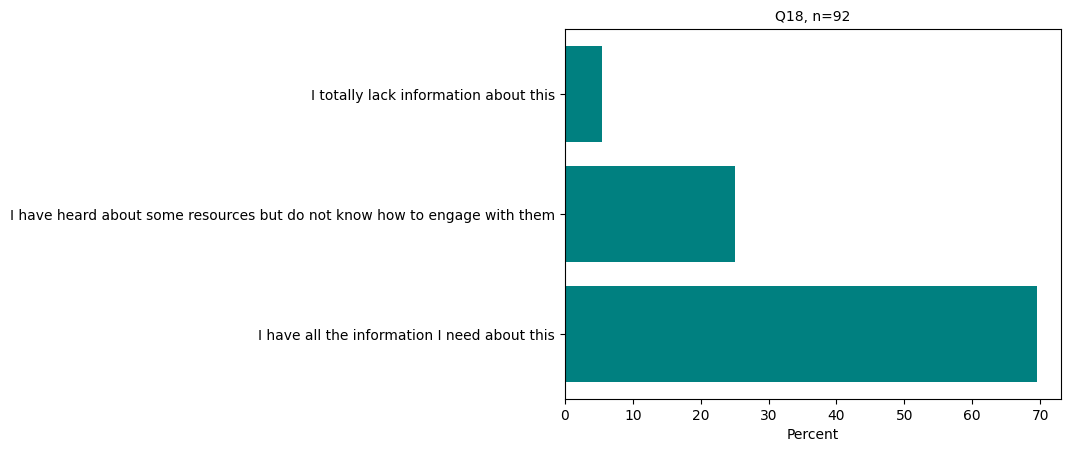 Q18, n=92
I totally lack information about this
I have heard about some resources but do not know how to engage with them
I have all the information I need about this
0 10 20 30 40 50 60 70
Percent